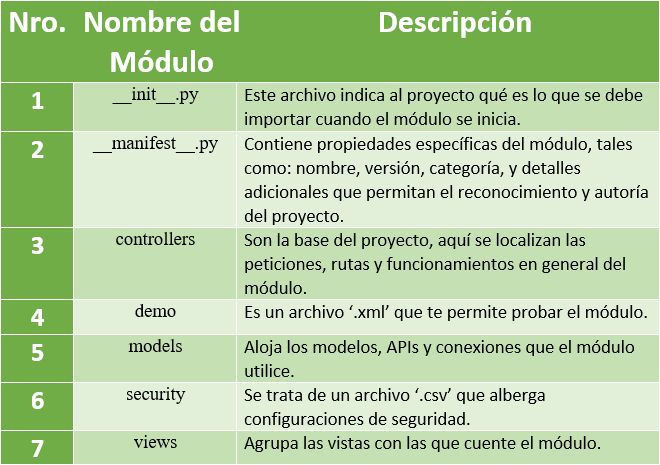 Nro. Nombre del Descripción
Módulo
1 __init__.py Este archivo indica al proyecto qué es lo que se debe
importar cuando el módulo se inicia.
2 __manifest__.py Contiene propiedades específicas del módulo, tales
como: nombre, versión, categoría, y detalles
adicionales que permitan el reconocimiento y autoría
del proyecto.
3 controllers Son la base del proyecto, aquí se localizan las
peticiones, rutas y funcionamientos en general del
módulo.
4 demo Es un archivo ‘.xml’ que te permite probar el módulo.
5 models Aloja los modelos, APIs y conexiones que el módulo
utilice.
6 security Se trata de un archivo ‘.csv’ que alberga
configuraciones de seguridad.
7 views Agrupa las vistas con las que cuente el módulo.